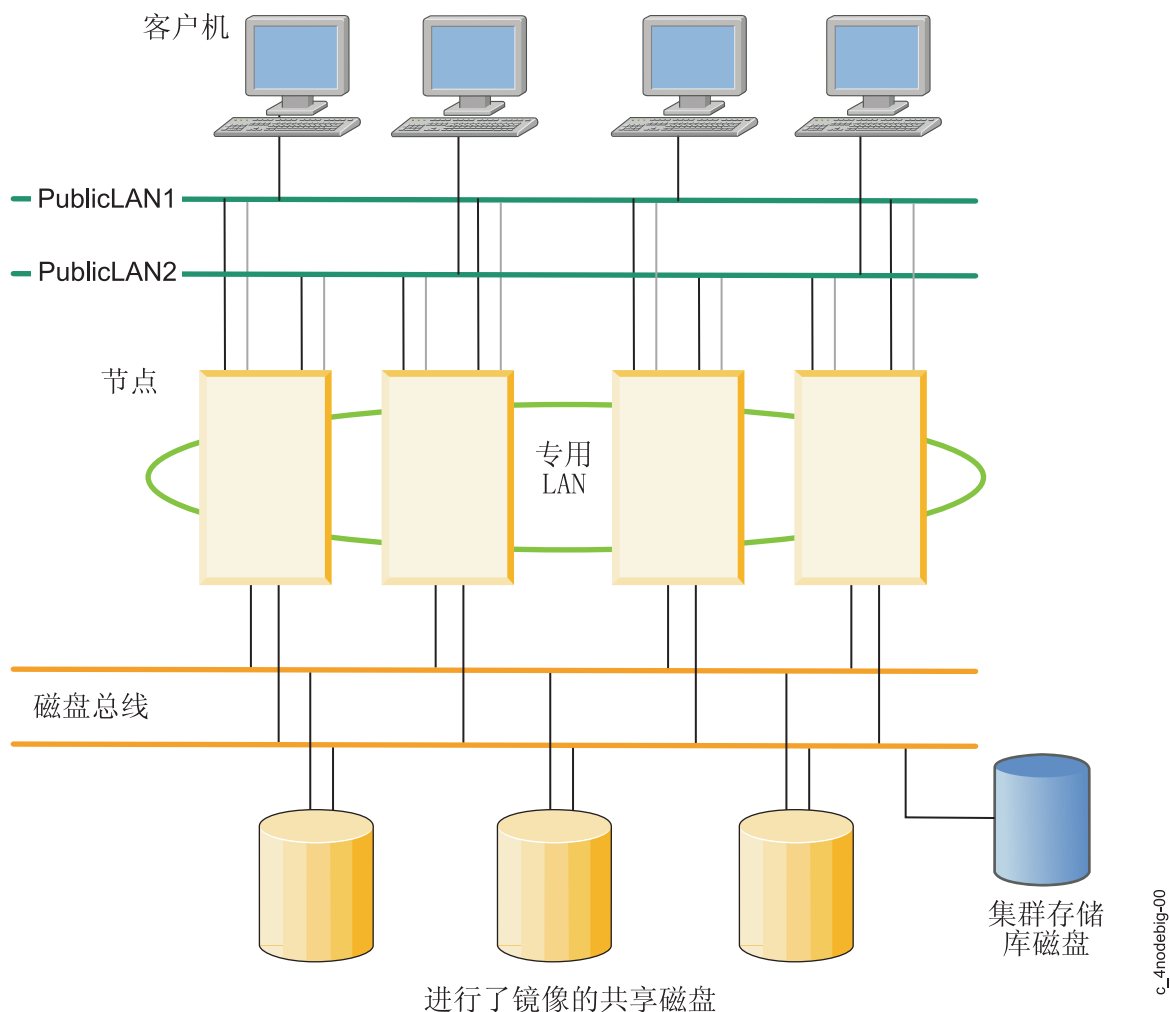 客户机
PublicLAN1
PublicLAN2
节点
专用
LAN
磁盘总线
集群存储
库磁盘
进行了镜像的共享磁盘
c_4nodebig-00